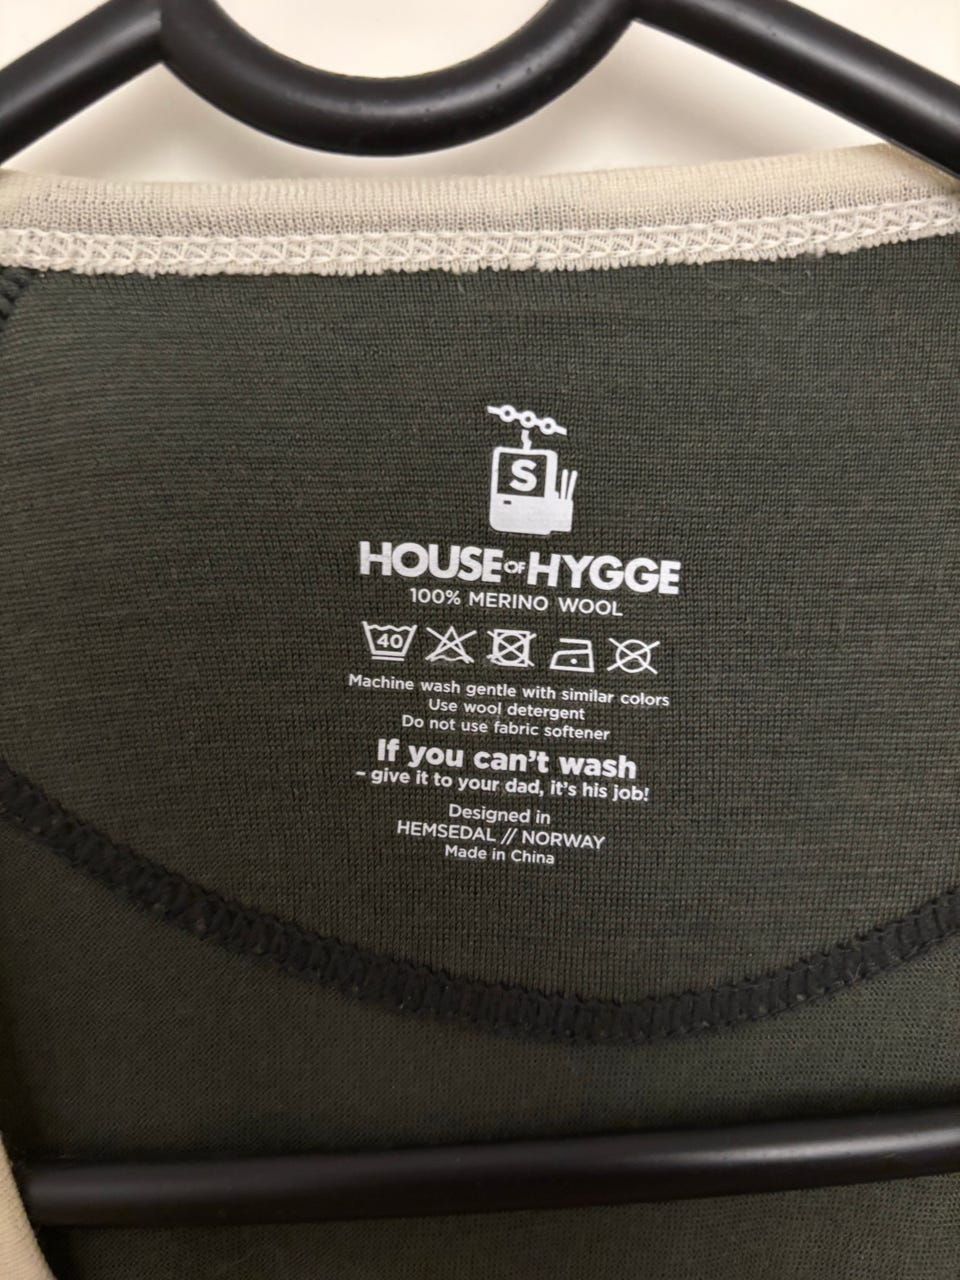 S
HOUSE OF HYGGE
100% MERINO WOOL
40
Machine wash gentle with similar colors
Use wool detergent
Do not use fabric softener
If you can't wash
– give it to your dad, it's his job!
Designed in
HEMSEDAL // NORWAY
Made in China